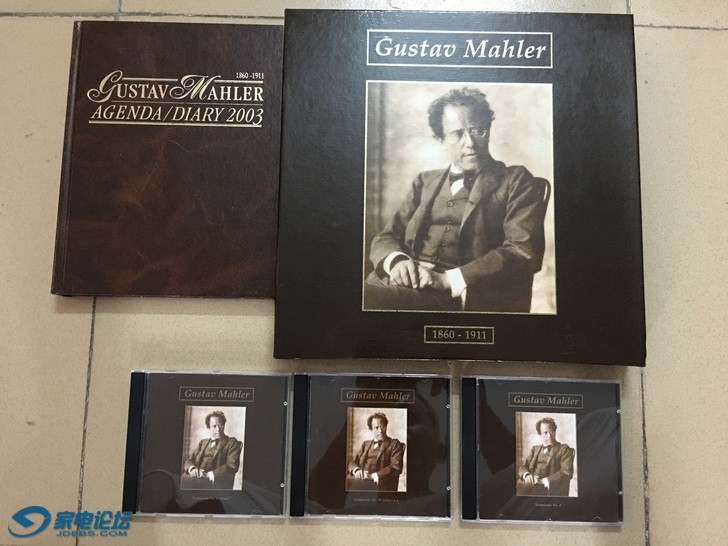 1860 -1911
GUSTAV MAHLER
AGENDA/DIARY 2003
Gustav Mahler
1860 - 1911
Gustav Mahler
Gustav Mahler
Gustav Mahler
家电论坛
JDBBS.COM